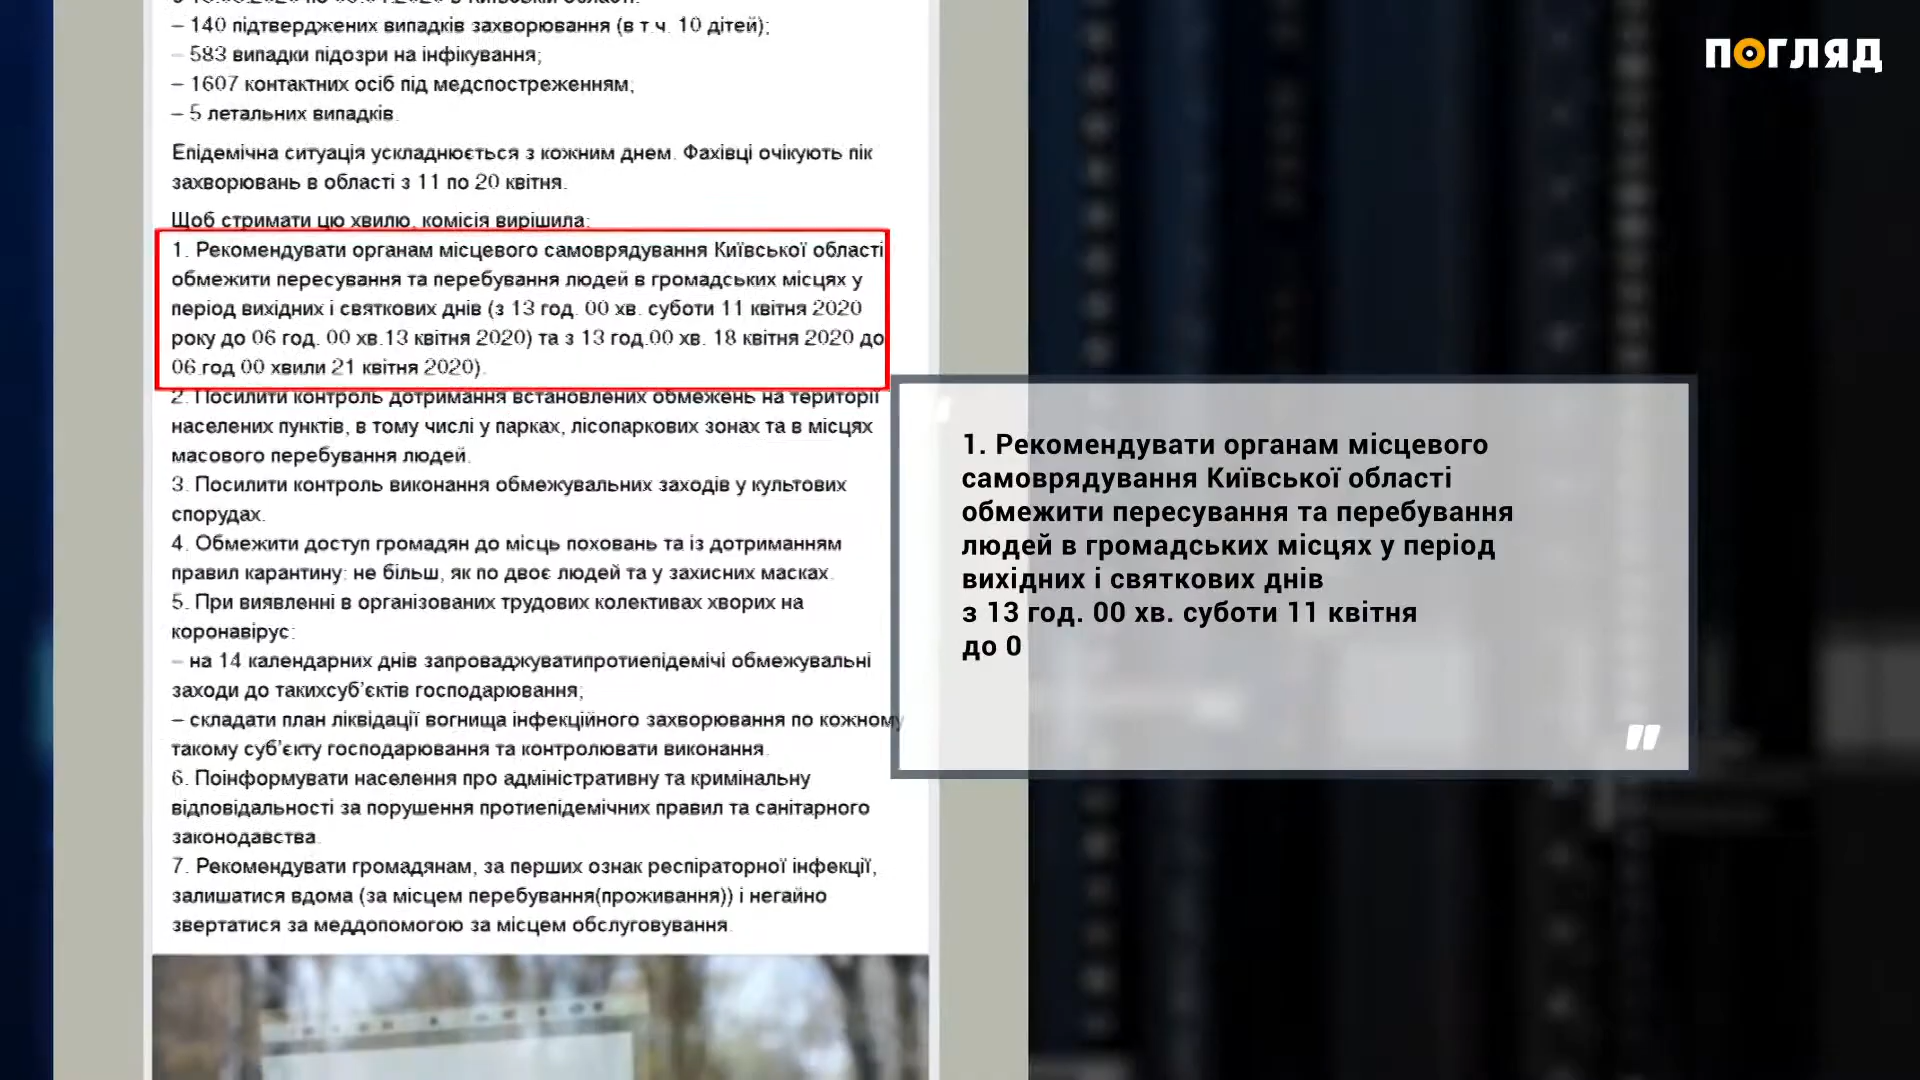 – 140 підтверджених випадків захворювання (в т.ч. 10 дітей);
– 583 випадки підозри на інфікування;
– 1607 контактних осіб під медспостреженням;
– 5 летальних випадків.
Епідемічна ситуація ускладнюється з кожним днем. Фахівці очікують пік
захворювань в області з 11 по 20 квітня.
Щоб стримати цю хвилю, комісія вирішила:
1. Рекомендувати органам місцевого самоврядування Київської області
обмежити пересування та перебування людей в громадських місцях у
період вихідних і святкових днів (з 13 год. 00 хв. суботи 11 квітня 2020
року до 06 год. 00 хв.13 квітня 2020) та з 13 год.00 хв. 18 квітня 2020 до
06 год 00 хвили 21 квітня 2020).
2. Посилити контроль дотримання встановлених обмежень на території
населених пунктів, в тому числі у парках, лісопаркових зонах та в місцях
масового перебування людей.
3. Посилити контроль виконання обмежувальних заходів у культових
спорудах.
4. Обмежити доступ громадян до місць поховань та із дотриманням
правил карантину: не більш, як по двоє людей та у захисних масках.
5. При виявленні в організованих трудових колективах хворих на
коронавірус:
– на 14 календарних днів запроваджуватипротиепідемічі обмежувальні
заходи до такихсуб’єктів господарювання;
– складати план ліквідації вогнища інфекційного захворювання по кожному
такому суб’єкту господарювання та контролювати виконання.
6. Поінформувати населення про адміністративну та кримінальну
відповідальності за порушення протиепідемічних правил та санітарного
законодавства.
7. Рекомендувати громадянам, за перших ознак респіраторної інфекції,
залишатися вдома (за місцем перебування(проживання)) і негайно
звертатися за меддопомогою за місцем обслуговування.
ПОГЛЯД
1. Рекомендувати органам місцевого
самоврядування Київської області
обмежити пересування та перебування
людей в громадських місцях у період
вихідних і святкових днів
з 13 год. 00 хв. суботи 11 квітня
до 0